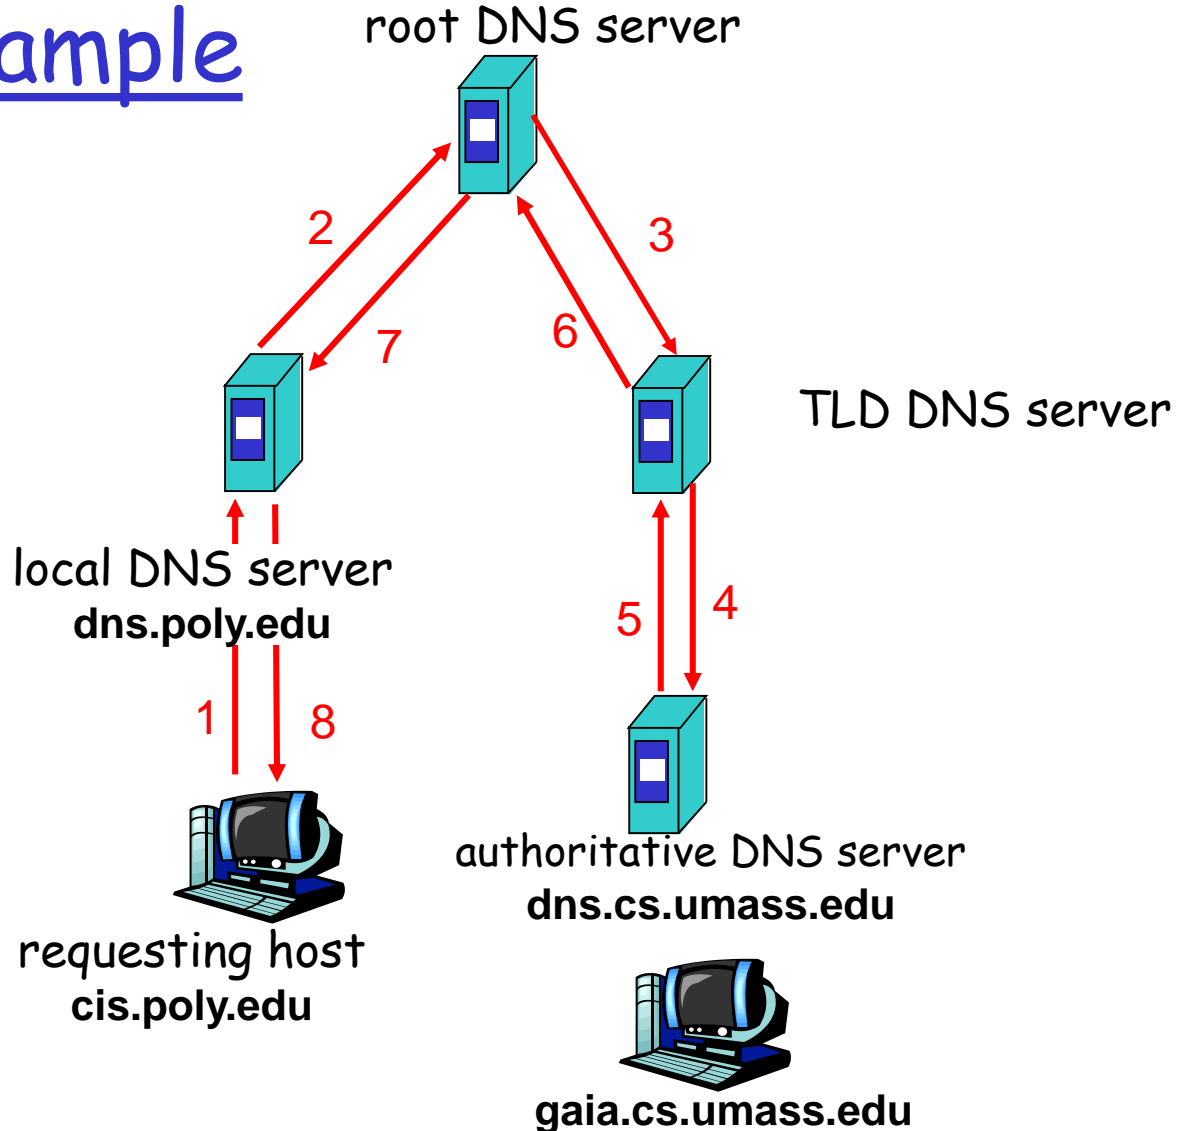 root DNS server
2
3
7
6
TLD DNS server
local DNS server
dns.poly.edu
5
4
1
8
authoritative DNS server
dns.cs.umass.edu
requesting host
cis.poly.edu
gaia.cs.umass.edu